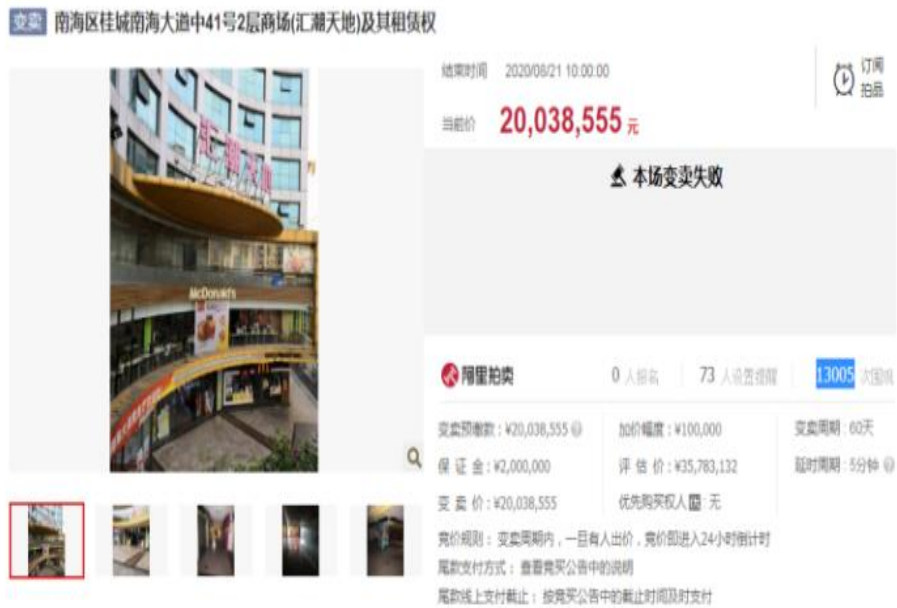 变卖 南海区桂城南海大道中41号2层商场(汇潮天地)及其租赁权
结束时间 2020/08/21 10:00:00
订阅
拍品
当前价 20,038,555 元
本场变卖失败
汇潮天地
McDonald's
阿里拍卖 0 人报名 73 人设置提醒 13005 次围观
变卖预缴款：¥20,038,555 加价幅度：¥100,000 变卖周期：60天
保 证 金：¥2,000,000 评 估 价：¥35,783,132 延时周期：5分钟
变 卖 价：¥20,038,555 优先购买权人：无
竞价规则：变卖周期内，一旦有人出价，竞价即进入24小时倒计时
尾款支付方式：查看竞买公告中的说明
尾款线上支付截止：按竞买公告中的截止时间及时支付